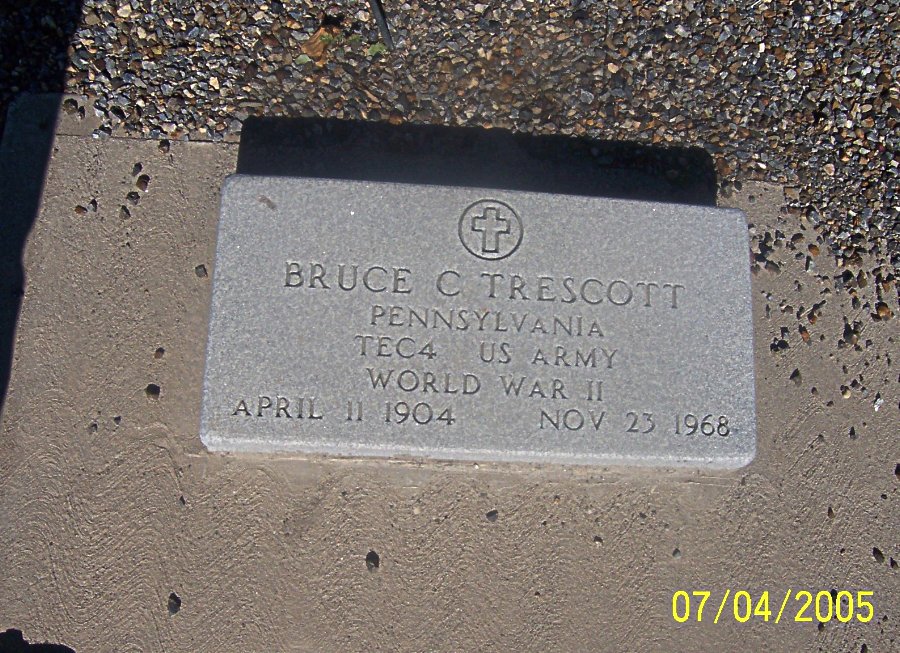 BRUCE C TRESCOTT
PENNSYLVANIA
TEC4 US ARMY
WORLD WAR II
APRIL 11 1904 NOV 23 1968
07/04/2005